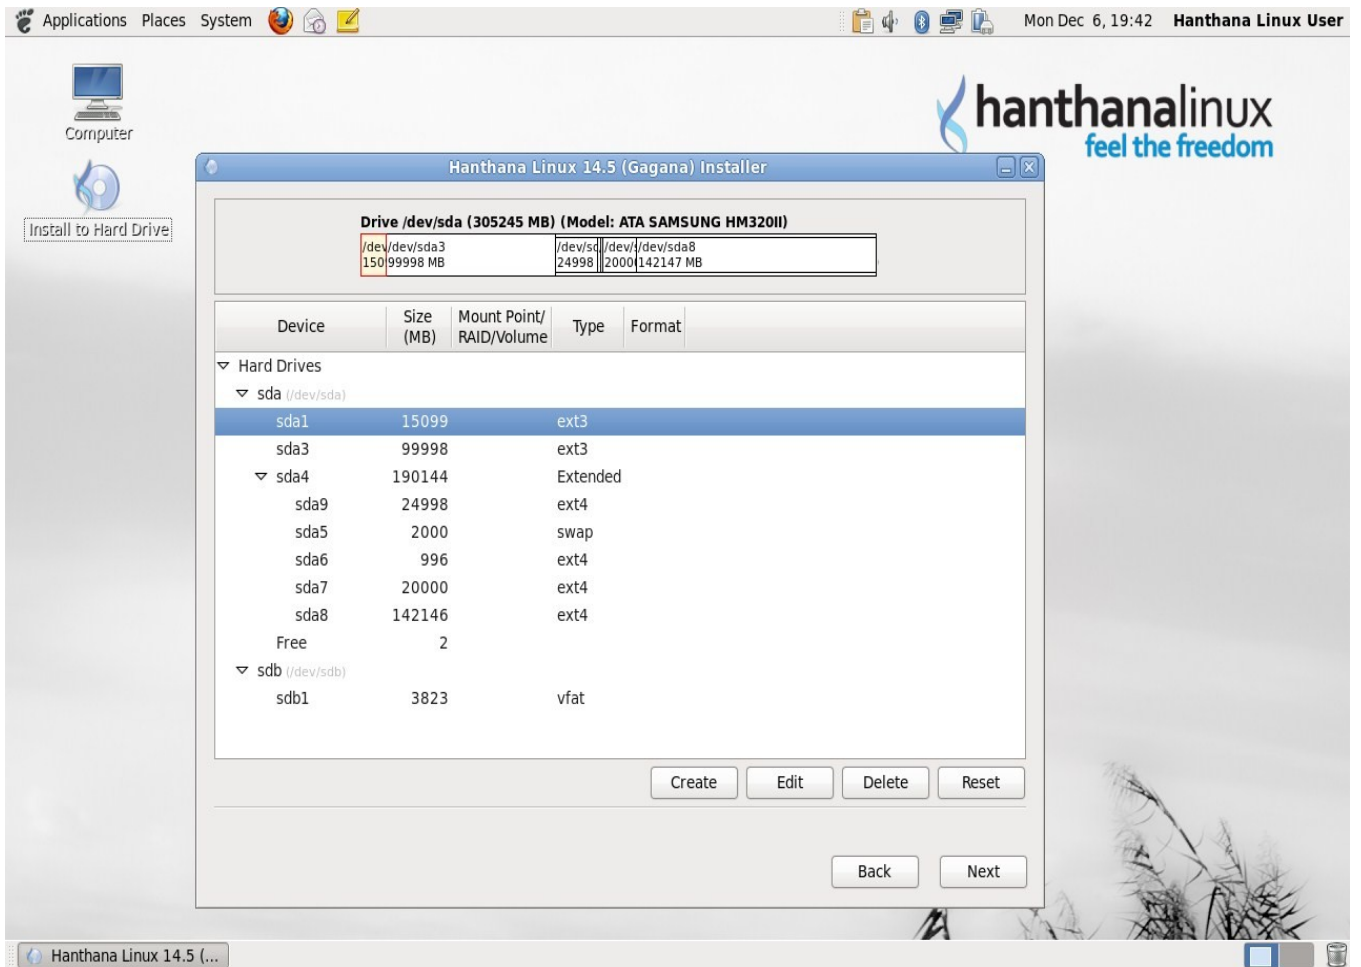 Applications Places System
Mon Dec 6, 19:42 Hanthana Linux User
Computer
hanthanalinux
feel the freedom
Install to Hard Drive
Hanthana Linux 14.5 (Gagana) Installer
Drive /dev/sda (305245 MB) (Model: ATA SAMSUNG HM320II)
/dev /dev/sda3 /dev/sd /dev/s /dev/sda8
150 99998 MB 24998 2000 142147 MB
Device Size (MB) Mount Point/ RAID/Volume Type Format
Hard Drives
sda (/dev/sda)
sda1 15099 ext3
sda3 99998 ext3
sda4 190144 Extended
sda9 24998 ext4
sda5 2000 swap
sda6 996 ext4
sda7 20000 ext4
sda8 142146 ext4
Free 2
sdb (/dev/sdb)
sdb1 3823 vfat
Create Edit Delete Reset
Back Next
Hanthana Linux 14.5 (...